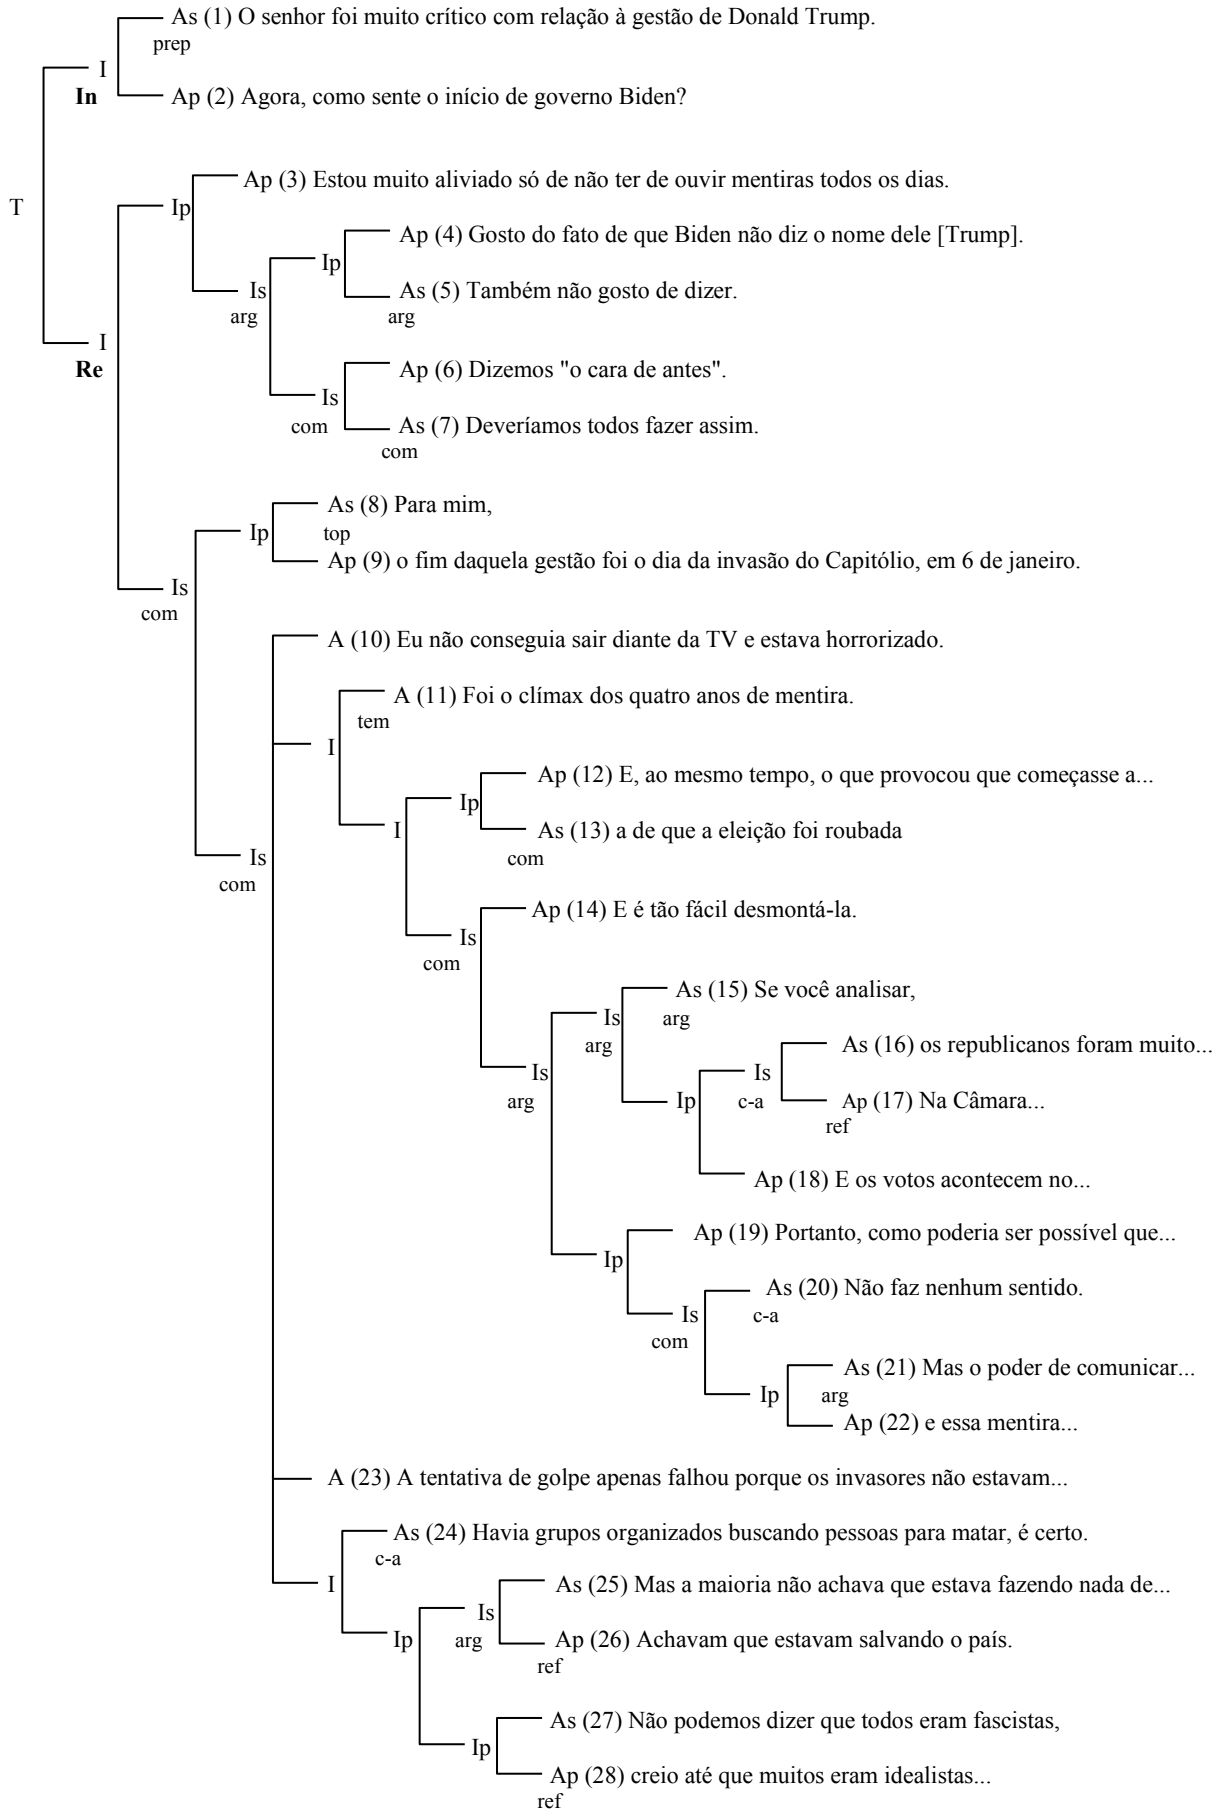 As (1) O senhor foi muito crítico com relação à gestão de Donald Trump.
prep
I
In
Ap (2) Agora, como sente o início de governo Biden?
Ap (3) Estou muito aliviado só de não ter de ouvir mentiras todos os dias.
T
Ip
Ap (4) Gosto do fato de que Biden não diz o nome dele [Trump].
Ip
Is
arg
As (5) Também não gosto de dizer.
arg
I
Re
Ap (6) Dizemos "o cara de antes".
Is
com
As (7) Deveríamos todos fazer assim.
com
As (8) Para mim,
top
Ip
Ap (9) o fim daquela gestão foi o dia da invasão do Capitólio, em 6 de janeiro.
Is
com
A (10) Eu não conseguia sair diante da TV e estava horrorizado.
A (11) Foi o clímax dos quatro anos de mentira.
tem
I
Ap (12) E, ao mesmo tempo, o que provocou que começasse a...
Ip
I
As (13) a de que a eleição foi roubada
com
Is
com
Ap (14) E é tão fácil desmontá-la.
Is
com
As (15) Se você analisar,
arg
Is
arg
As (16) os republicanos foram muito...
Is
arg
Is
c-a
Ip
Ap (17) Na Câmara...
ref
Ap (18) E os votos acontecem no...
Ap (19) Portanto, como poderia ser possível que...
Ip
As (20) Não faz nenhum sentido.
c-a
Is
com
As (21) Mas o poder de comunicar...
arg
Ip
Ap (22) e essa mentira...
A (23) A tentativa de golpe apenas falhou porque os invasores não estavam...
As (24) Havia grupos organizados buscando pessoas para matar, é certo.
c-a
I
As (25) Mas a maioria não achava que estava fazendo nada de...
Is
arg
Ip
Ap (26) Achavam que estavam salvando o país.
ref
As (27) Não podemos dizer que todos eram fascistas,
Ip
Ap (28) creio até que muitos eram idealistas...
ref